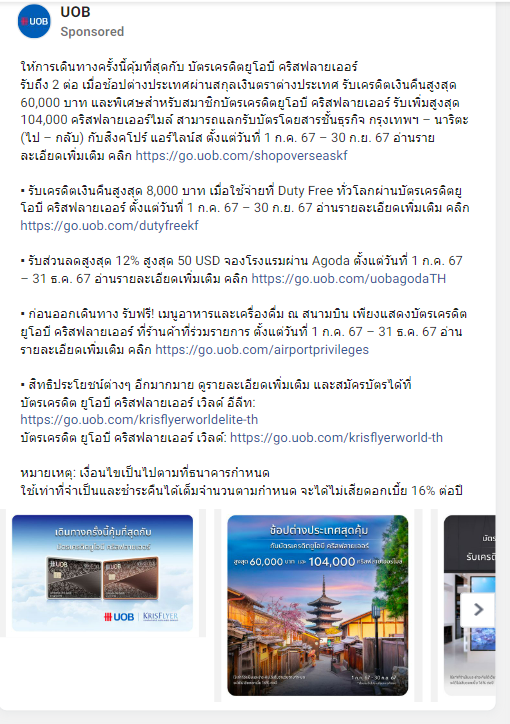 UOB
Sponsored
ให้การเดินทางครั้งนี้คุ้มที่สุดกับ บัตรเครดิตยูโอบี คริสฟลายเออร์
รับถึง 2 ต่อ เมื่อช้อปต่างประเทศผ่านสกุลเงินตราต่างประเทศ รับเครดิตเงินคืนสูงสุด
60,000 บาท และพิเศษสำหรับสมาชิกบัตรเครดิตยูโอบี คริสฟลายเออร์ รับเพิ่มสูงสุด
104,000 คริสฟลายเออร์ไมล์ สามารถแลกรับบัตรโดยสารชั้นธุรกิจ กรุงเทพฯ – นาริตะ
(ไป – กลับ) กับสิงคโปร์ แอร์ไลน์ส ตั้งแต่วันที่ 1 ก.ค. 67 – 30 ก.ย. 67 อ่านราย
ละเอียดเพิ่มเติม คลิก https://go.uob.com/shopoverseaskf
▪ รับเครดิตเงินคืนสูงสุด 8,000 บาท เมื่อใช้จ่ายที่ Duty Free ทั่วโลกผ่านบัตรเครดิตยู
โอบี คริสฟลายเออร์ ตั้งแต่วันที่ 1 ก.ค. 67 – 30 ก.ย. 67 อ่านรายละเอียดเพิ่มเติม คลิก
https://go.uob.com/dutyfreekf
▪ รับส่วนลดสูงสุด 12% สูงสุด 50 USD จองโรงแรมผ่าน Agoda ตั้งแต่วันที่ 1 ก.ค. 67
– 31 ธ.ค. 67 อ่านรายละเอียดเพิ่มเติม คลิก https://go.uob.com/uobagodaTH
▪ ก่อนออกเดินทาง รับฟรี! เมนูอาหารและเครื่องดื่ม ณ สนามบิน เพียงแสดงบัตรเครดิต
ยูโอบี คริสฟลายเออร์ ที่ร้านค้าที่ร่วมรายการ ตั้งแต่วันที่ 1 ก.ค. 67 – 31 ธ.ค. 67 อ่าน
รายละเอียดเพิ่มเติม คลิก https://go.uob.com/airportprivileges
▪ สิทธิประโยชน์ต่างๆ อีกมากมาย ดูรายละเอียดเพิ่มเติม และสมัครบัตรได้ที่
บัตรเครดิต ยูโอบี คริสฟลายเออร์ เวิลด์ อีลีท:
https://go.uob.com/krisflyerworldelite-th
บัตรเครดิต ยูโอบี คริสฟลายเออร์ เวิลด์: https://go.uob.com/krisflyerworld-th
หมายเหตุ: เงื่อนไขเป็นไปตามที่ธนาคารกำหนด
ใช้เท่าที่จำเป็นและชำระคืนได้เต็มจำนวนตามกำหนด จะได้ไม่เสียดอกเบี้ย 16% ต่อปี
เดินทางครั้งนี้คุ้มที่สุดกับ
บัตรเครดิตยูโอบี คริสฟลายเออร์
UOB
UOB
UOB KRISFLYER
ช้อปต่างประเทศสุดคุ้ม
กับบัตรเครดิตยูโอบี คริสฟลายเออร์
สูงสุด 60,000 บาท และ 104,000 คริสฟลายเออร์ไมล์
1 ก.ค. 67 - 30 ก.ย. 67
บัตร
รับเครดิ